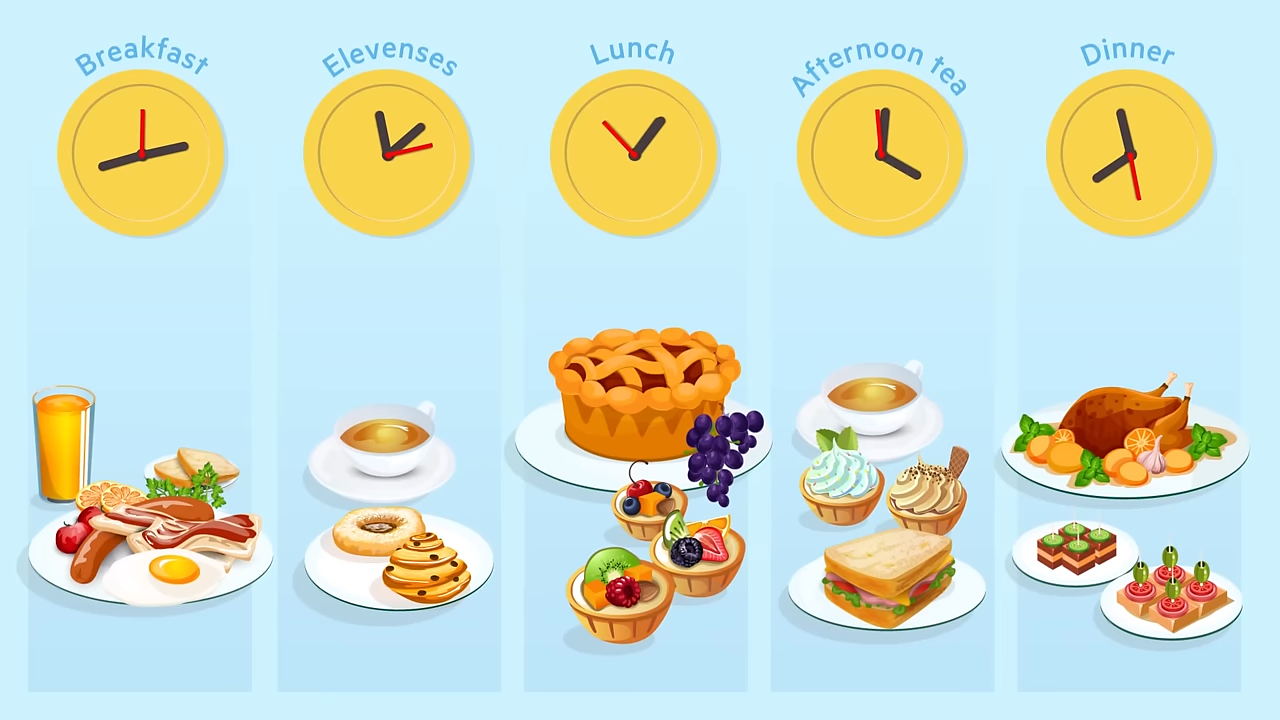 Breakfast
Elevenses
Lunch
Afternoon tea
Dinner